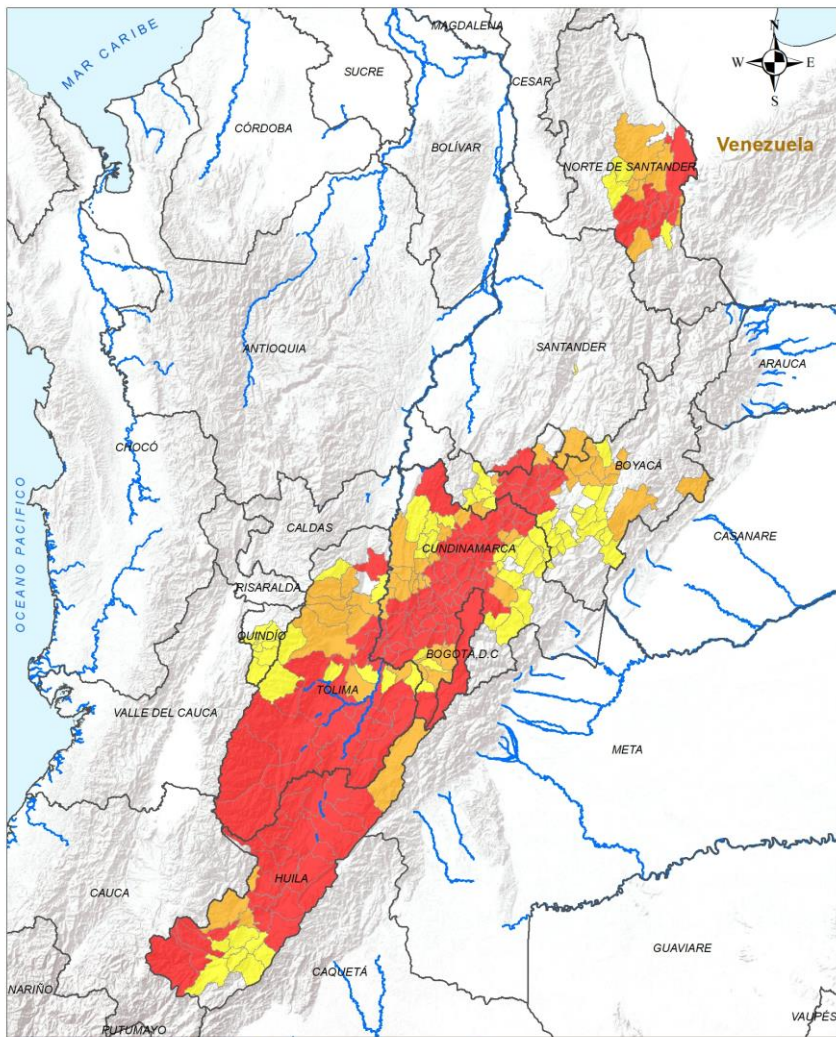 MAGDALENA
N
MAR CARIBE
W
E
SUCRE
CESAR
S
CÓRDOBA
BOLÍVAR
Venezuela
NORTE DE SANTANDER
ANTIOQUIA
SANTANDER
ARAUCA
CHOCÓ
BOYACÁ
CALDAS
CUNDINAMARCA
CASANARE
OCEANO PACIFICO
RISARALDA
QUINDÍO
BOGOTÁ, D.C
TOLIMA
VALLE DEL CAUCA
META
HUILA
CAUCA
GUAVIARE
CAQUETÁ
NARIÑO
PUTUMAYO
VAUPÉS